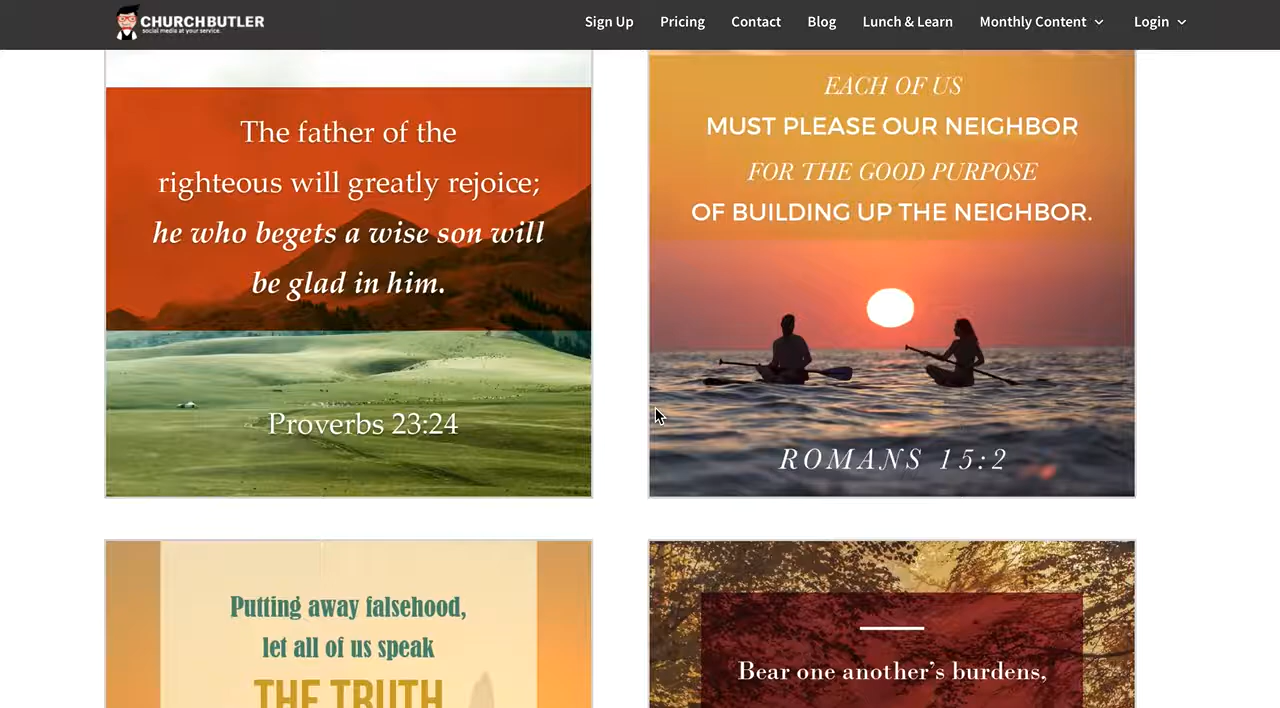 CHURCHBUTLER
social media at your service.
Sign Up
Pricing
Contact
Blog
Lunch & Learn
Monthly Content
Login
The father of the
righteous will greatly rejoice;
he who begets a wise son will
be glad in him.
Proverbs 23:24
EACH OF US
MUST PLEASE OUR NEIGHBOR
FOR THE GOOD PURPOSE
OF BUILDING UP THE NEIGHBOR.
ROMANS 15:2
Putting away falsehood,
let all of us speak
THE TRUTH
Bear one another's burdens,